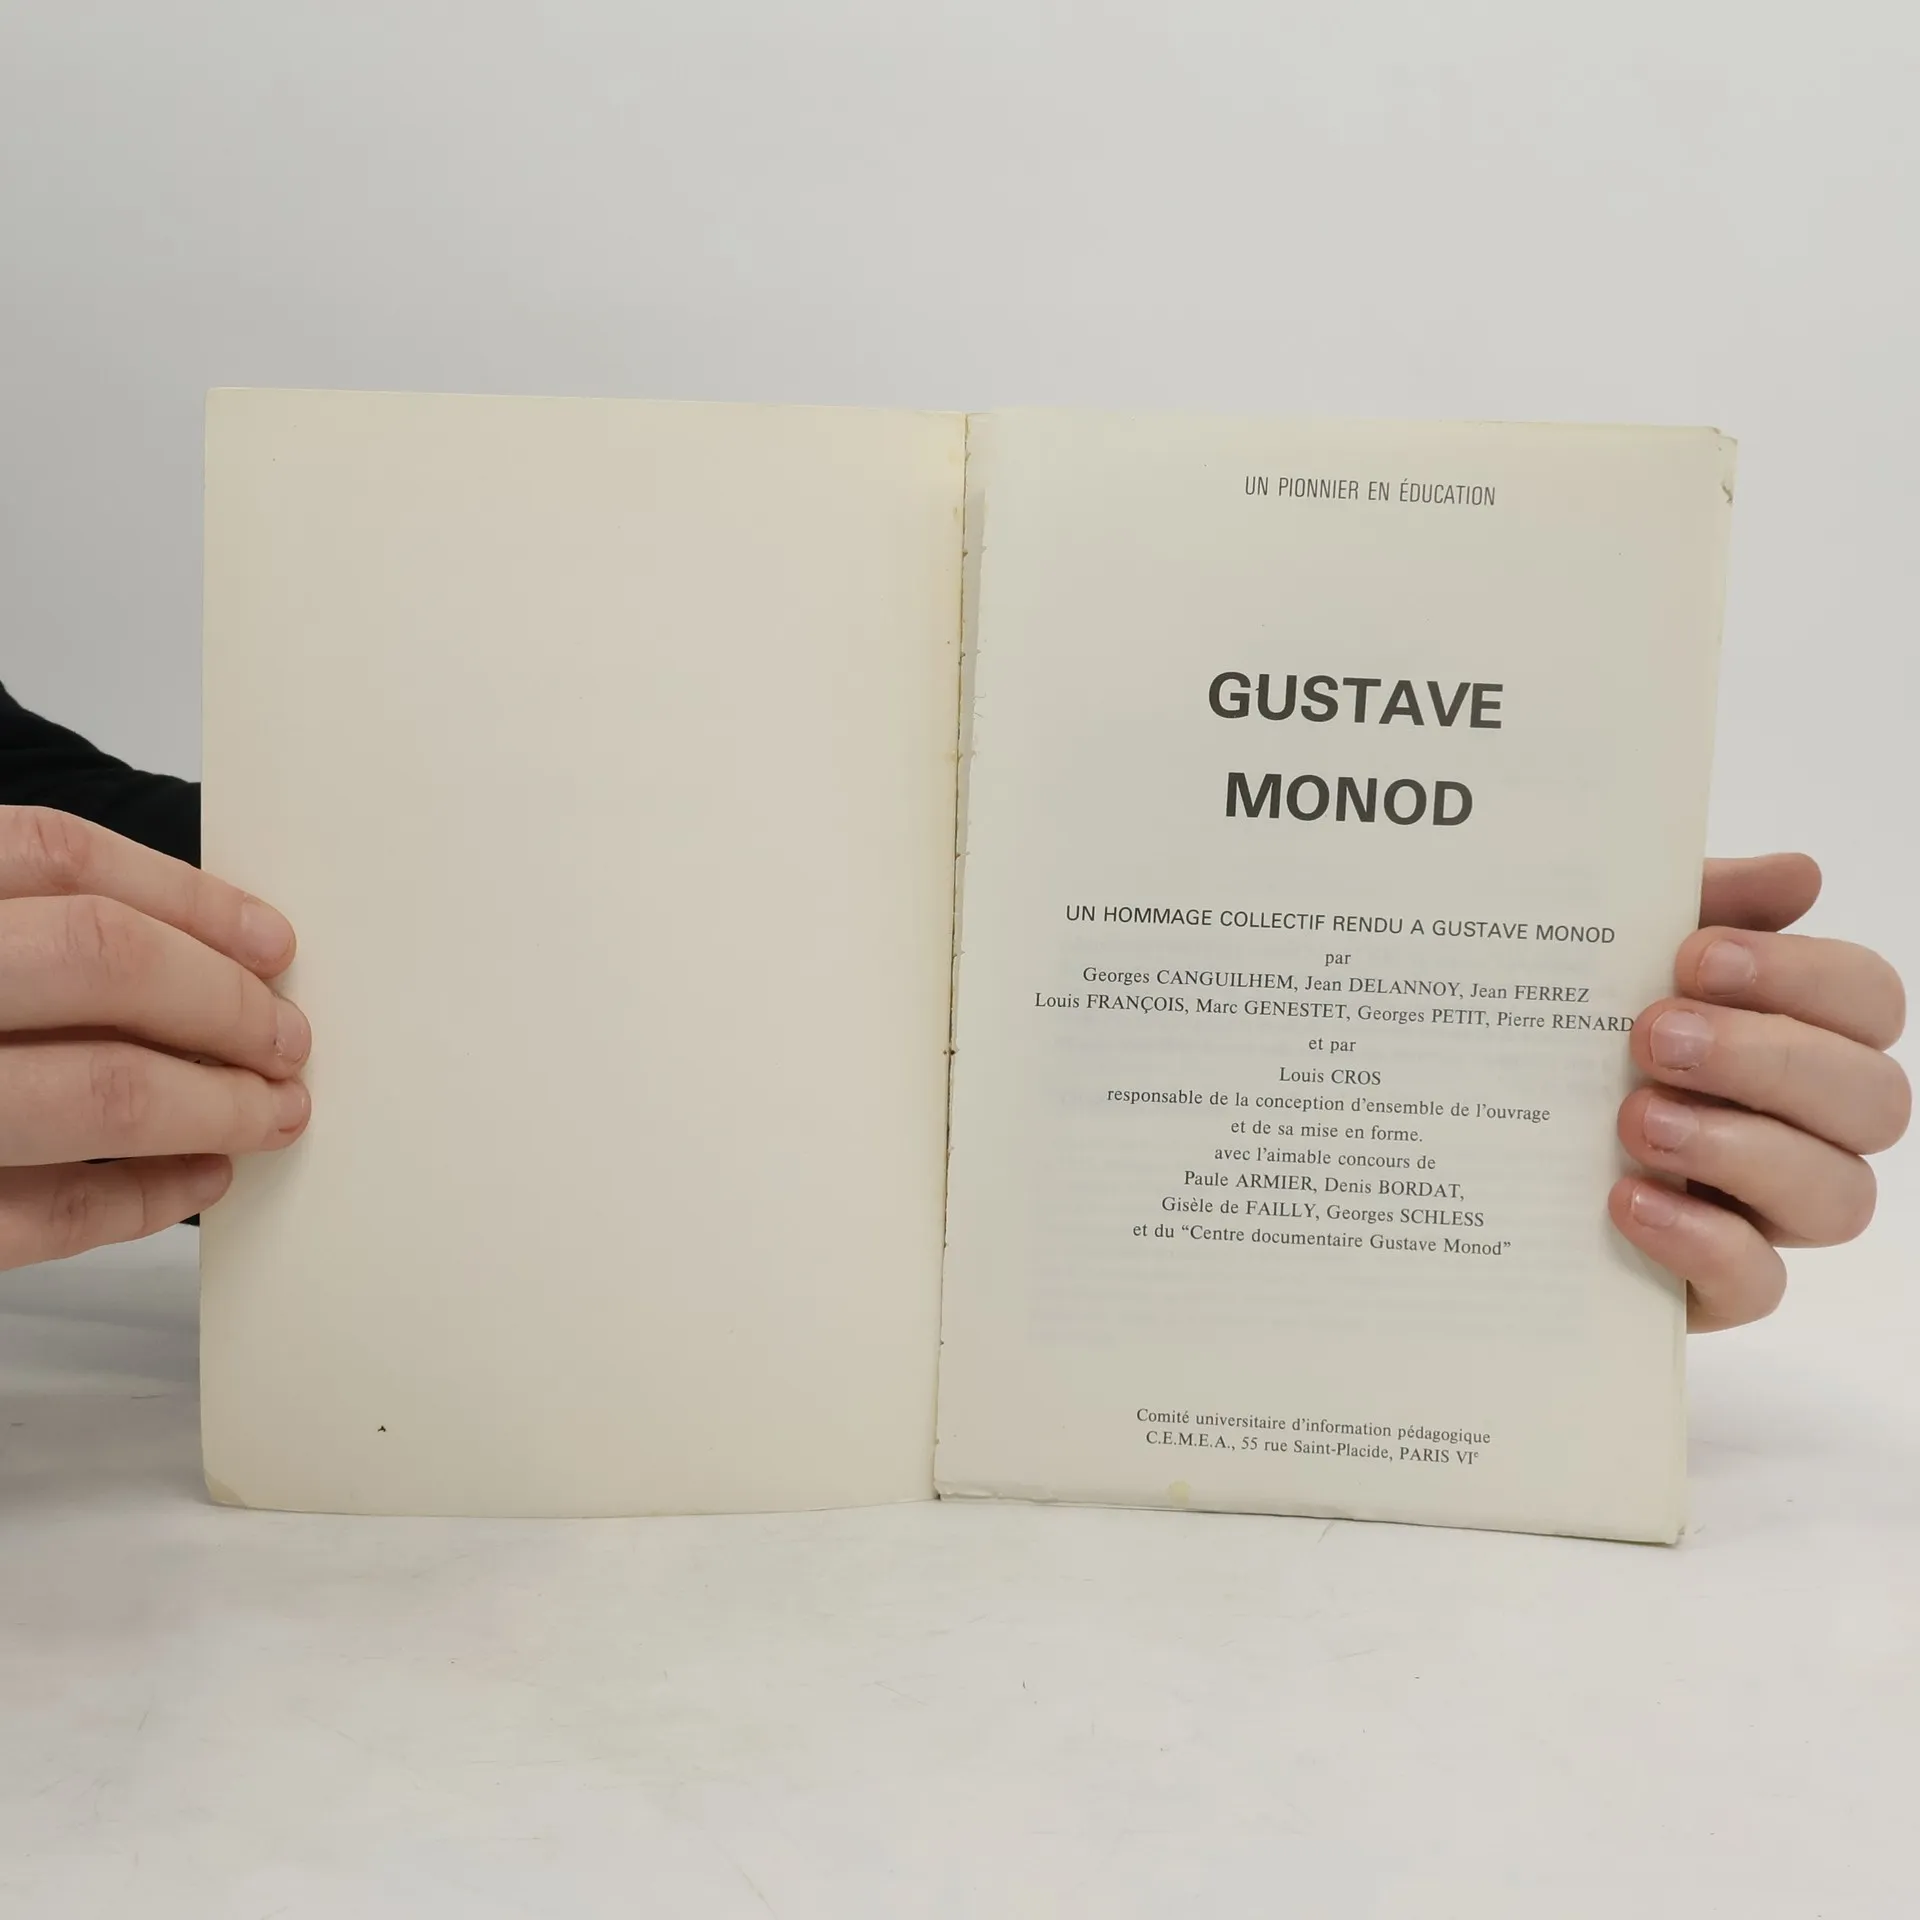 UN PIONNIER EN ÉDUCATION
GUSTAVE
MONOD
UN HOMMAGE COLLECTIF RENDU A GUSTAVE MONOD
par
Georges CANGUILHEM, Jean DELANNOY, Jean FERREZ
Louis FRANÇOIS, Marc GENESTET, Georges PETIT, Pierre RENARD
et par
Louis CROS
responsable de la conception d'ensemble de l'ouvrage
et de sa mise en forme.
avec l'aimable concours de
Paule ARMIER, Denis BORDAT,
Gisèle de FAILLY, Georges SCHLESS
et du “Centre documentaire Gustave Monod”
Comité universitaire d'information pédagogique
C.E.M.E.A., 55 rue Saint-Placide, PARIS VIᵉ